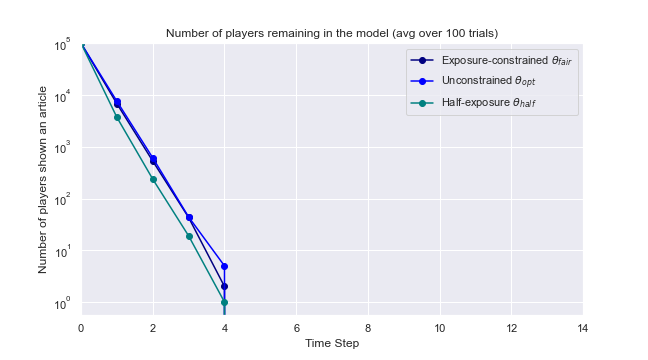 Number of players remaining in the model (avg over 100 trials)
Number of players shown an article
10⁵
10⁴
10³
10²
10¹
10⁰
Exposure-constrained θ_fair
Unconstrained θ_opt
Half-exposure θ_half
0 2 4 6 8 10 12 14
Time Step